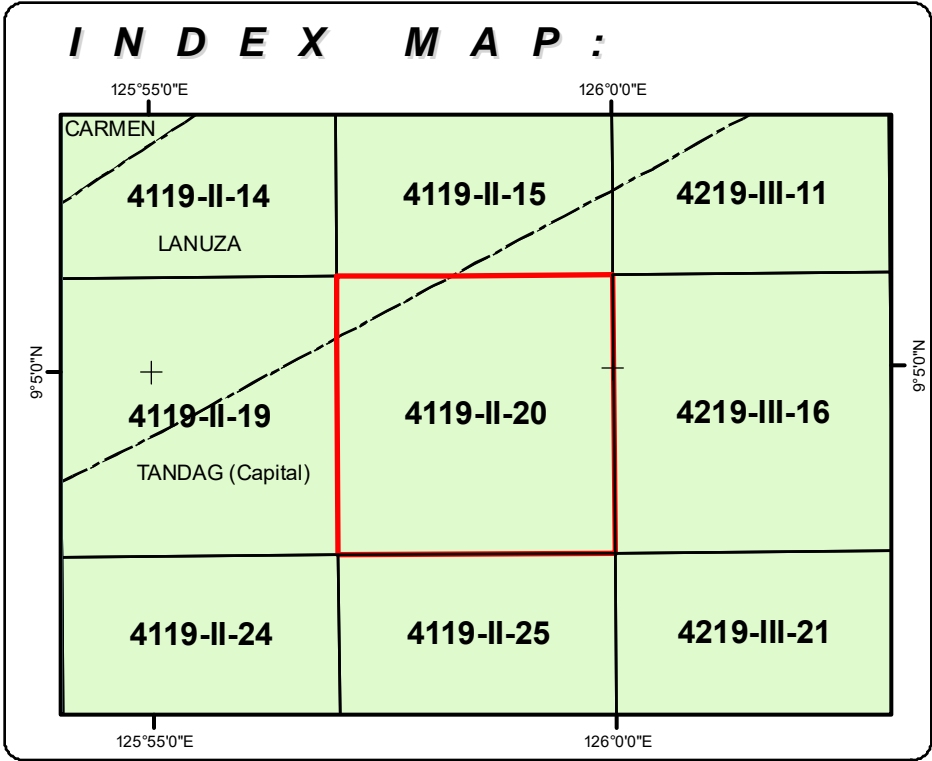 INDEX MAP:
125°55'0"E 126°0'0"E
CARMEN
4119-II-14 4119-II-15 4219-III-11
LANUZA
9°5'0"N 9°5'0"N
4119-II-19 4119-II-20 4219-III-16
TANDAG (Capital)
4119-II-24 4119-II-25 4219-III-21
125°55'0"E 126°0'0"E